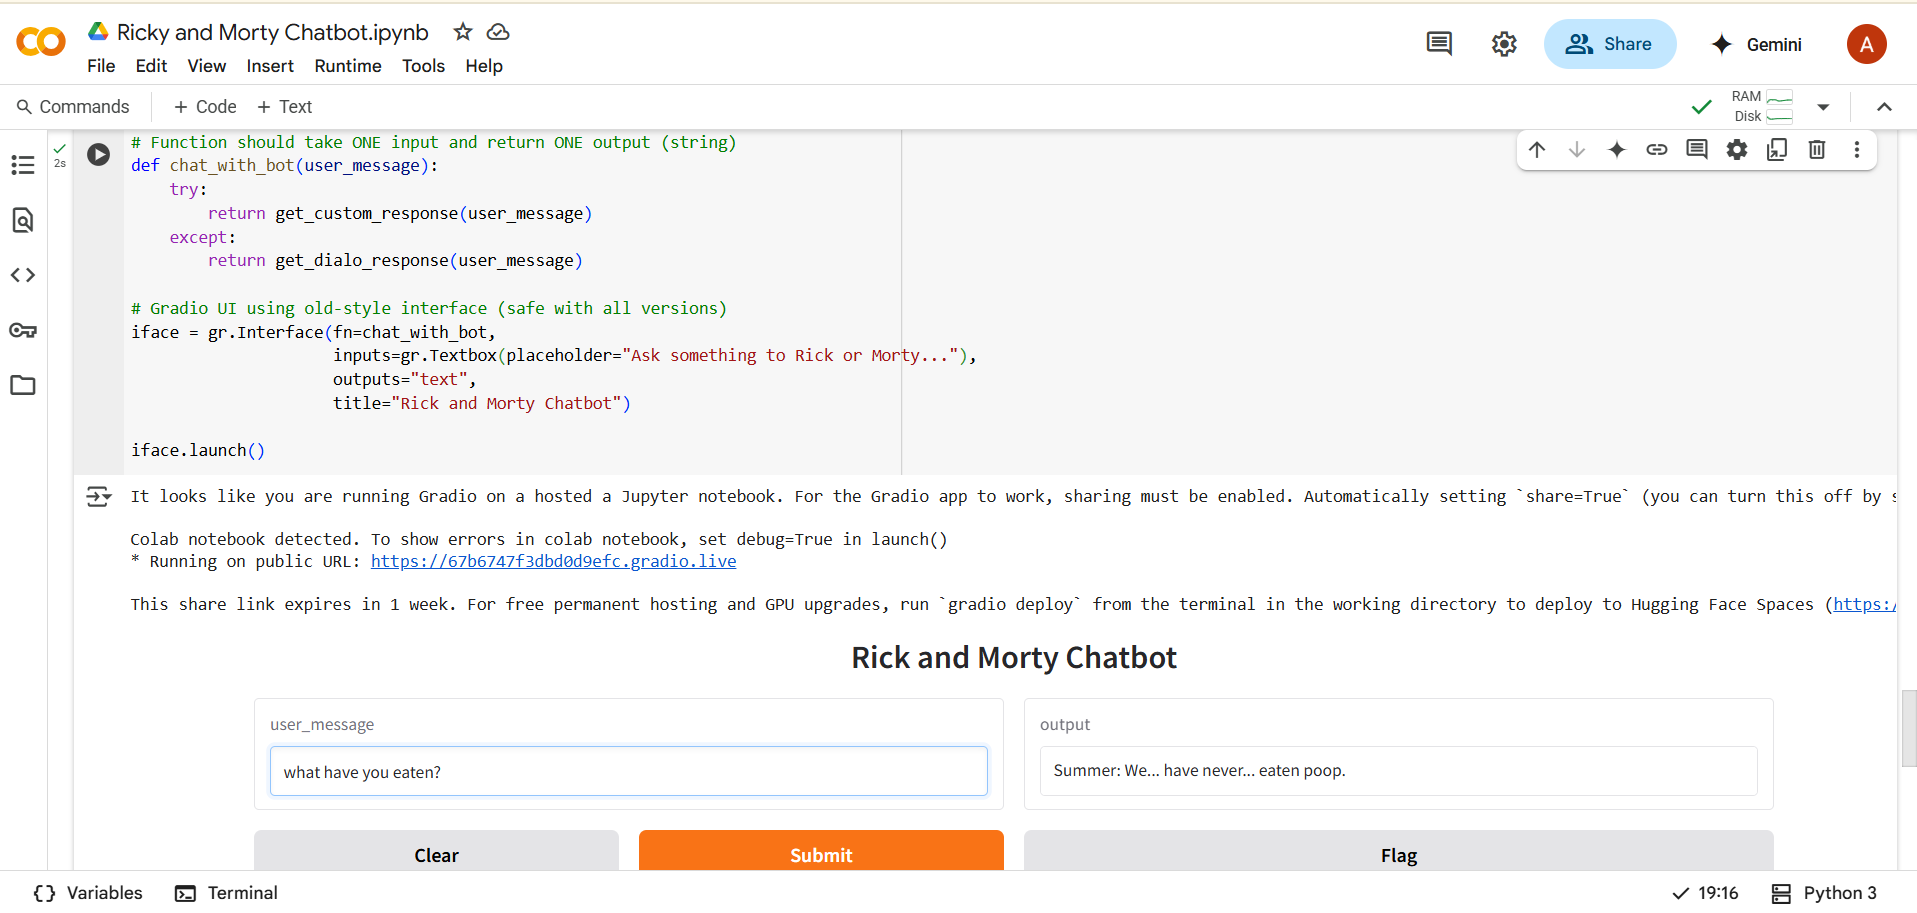 Ricky and Morty Chatbot.ipynb
File Edit View Insert Runtime Tools Help
Share
Gemini
A
Commands + Code + Text
RAM
Disk
2s
# Function should take ONE input and return ONE output (string)
def chat_with_bot(user_message):
    try:
        return get_custom_response(user_message)
    except:
        return get_dialo_response(user_message)
# Gradio UI using old-style interface (safe with all versions)
iface = gr.Interface(fn=chat_with_bot,
                     inputs=gr.Textbox(placeholder="Ask something to Rick or Morty..."),
                     outputs="text",
                     title="Rick and Morty Chatbot")
iface.launch()
It looks like you are running Gradio on a hosted a Jupyter notebook. For the Gradio app to work, sharing must be enabled. Automatically setting `share=True` (you can turn this off by s
Colab notebook detected. To show errors in colab notebook, set debug=True in launch()
* Running on public URL: https://67b6747f3dbd0d9efc.gradio.live
This share link expires in 1 week. For free permanent hosting and GPU upgrades, run `gradio deploy` from the terminal in the working directory to deploy to Hugging Face Spaces (https:/
Rick and Morty Chatbot
user_message
what have you eaten?
output
Summer: We... have never... eaten poop.
Clear
Submit
Flag
Variables
Terminal
19:16
Python 3